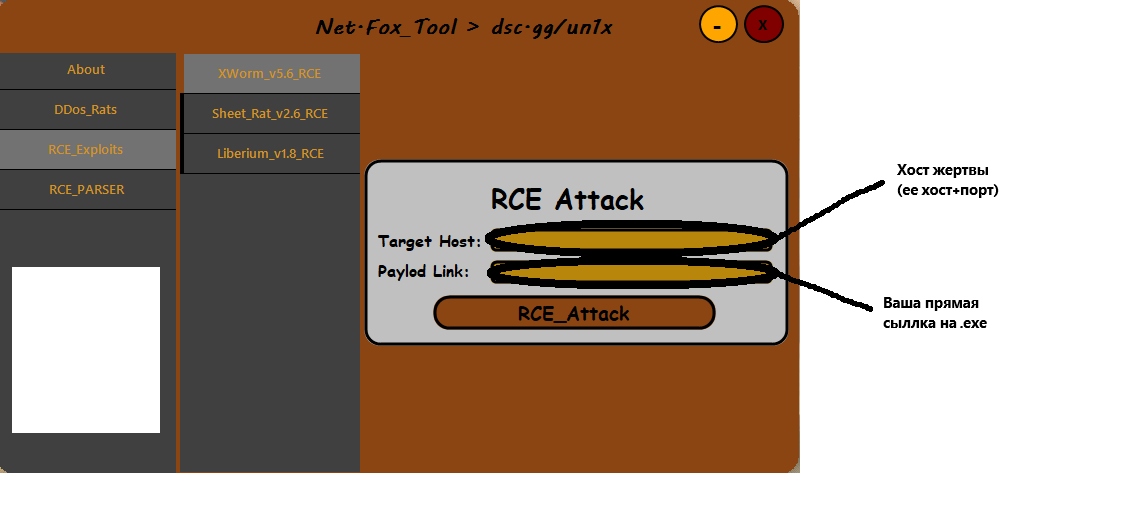 Net·Fox_Tool > dsc·gg/un1x
-
X
About
DDos_Rats
RCE_Exploits
RCE_PARSER
XWorm_v5.6_RCE
Sheet_Rat_v2.6_RCE
Liberium_v1.8_RCE
RCE Attack
Target Host:
Paylod Link:
RCE_Attack
Хост жертвы
(ее хост+порт)
Ваша прямая
сыллка на .exe